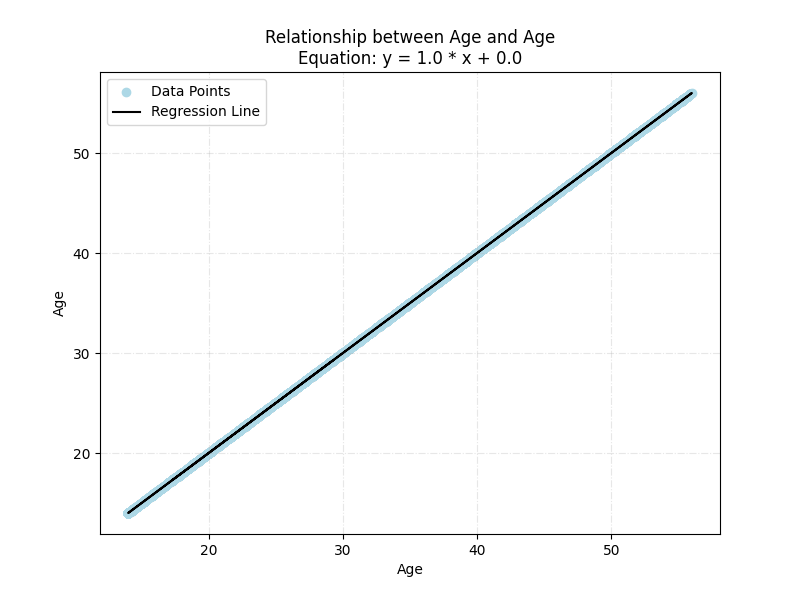 Relationship between Age and Age
Equation: y = 1.0 * x + 0.0
Data Points
Regression Line
50
40
30
20
Age
20
30
40
50
Age